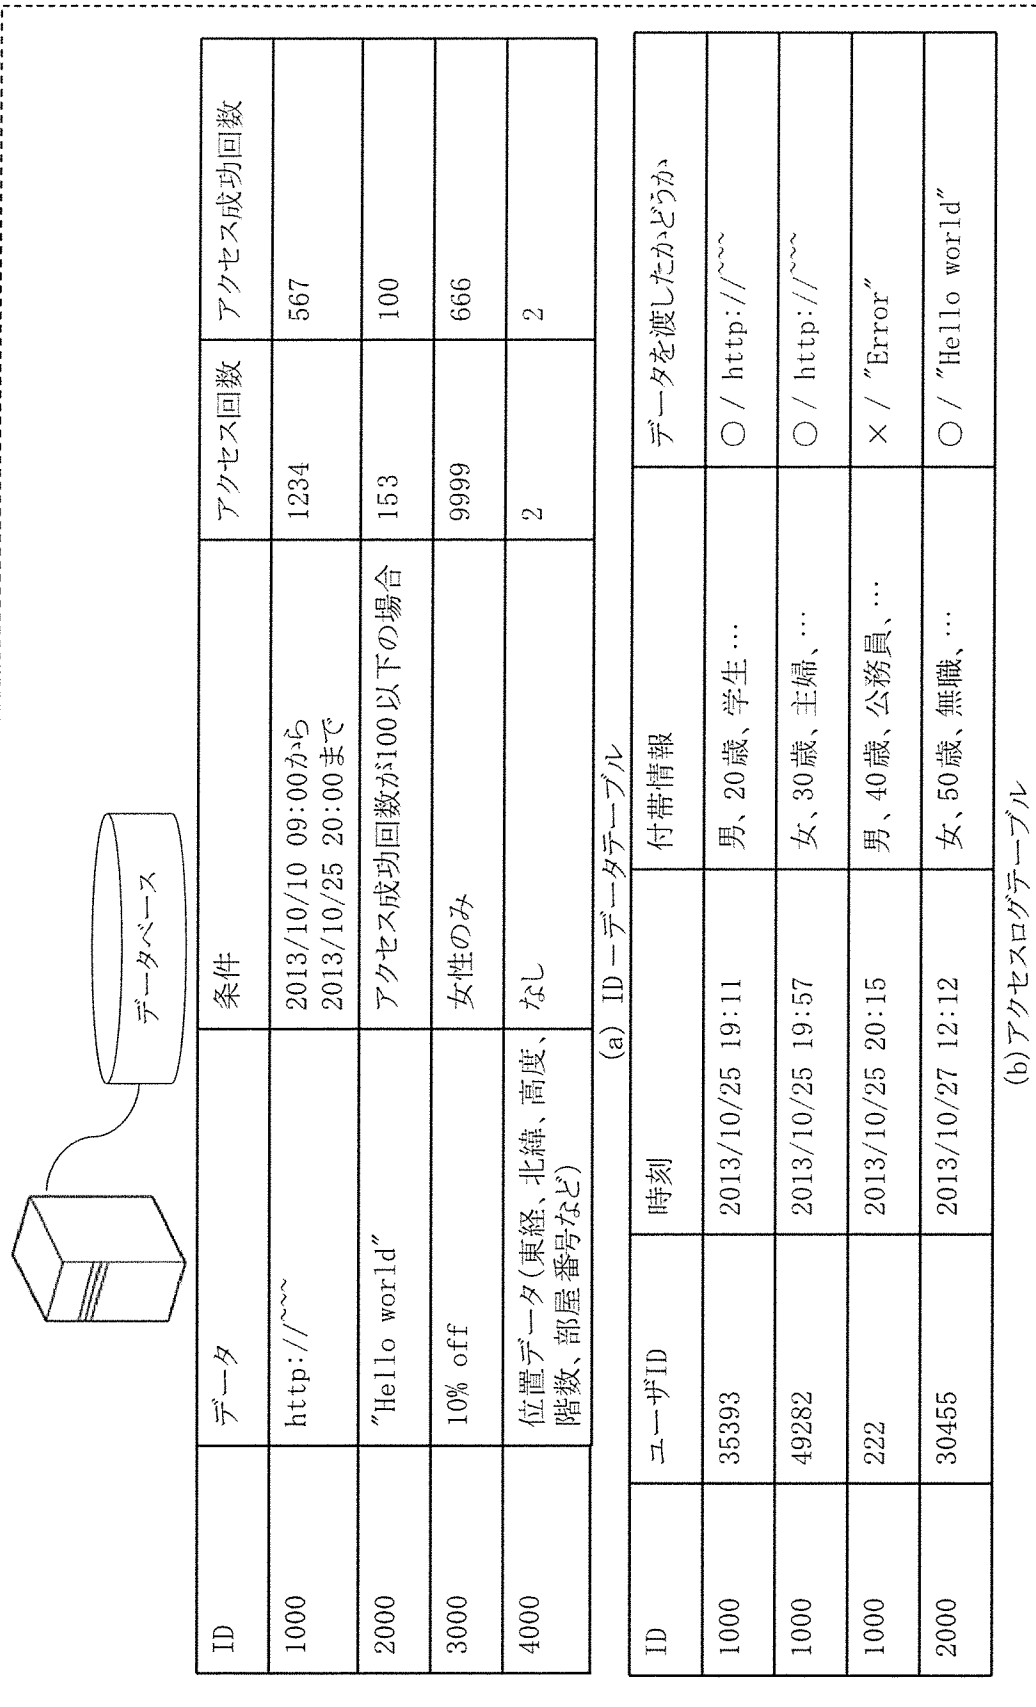 データベース
ID データ 条件 アクセス回数 アクセス成功回数
1000 http://~~~ 2013/10/10 09:00から 1234 567
2013/10/25 20:00まで
2000 "Hello world" アクセス成功回数が100以下の場合 153 100
3000 10% off 女性のみ 9999 666
4000 位置データ(東経、北緯、高度、 なし 2 2
階数、部屋番号など)
(a) ID－データテーブル
ID ユーザID 時刻 付帯情報 データを渡したかどうか
1000 35393 2013/10/25 19:11 男、20歳、学生… ○ / http://~~~
1000 49282 2013/10/25 19:57 女、30歳、主婦、… ○ / http://~~~
1000 222 2013/10/25 20:15 男、40歳、公務員、… × / "Error"
2000 30455 2013/10/27 12:12 女、50歳、無職、… ○ / "Hello world"
(b)アクセスログテーブル